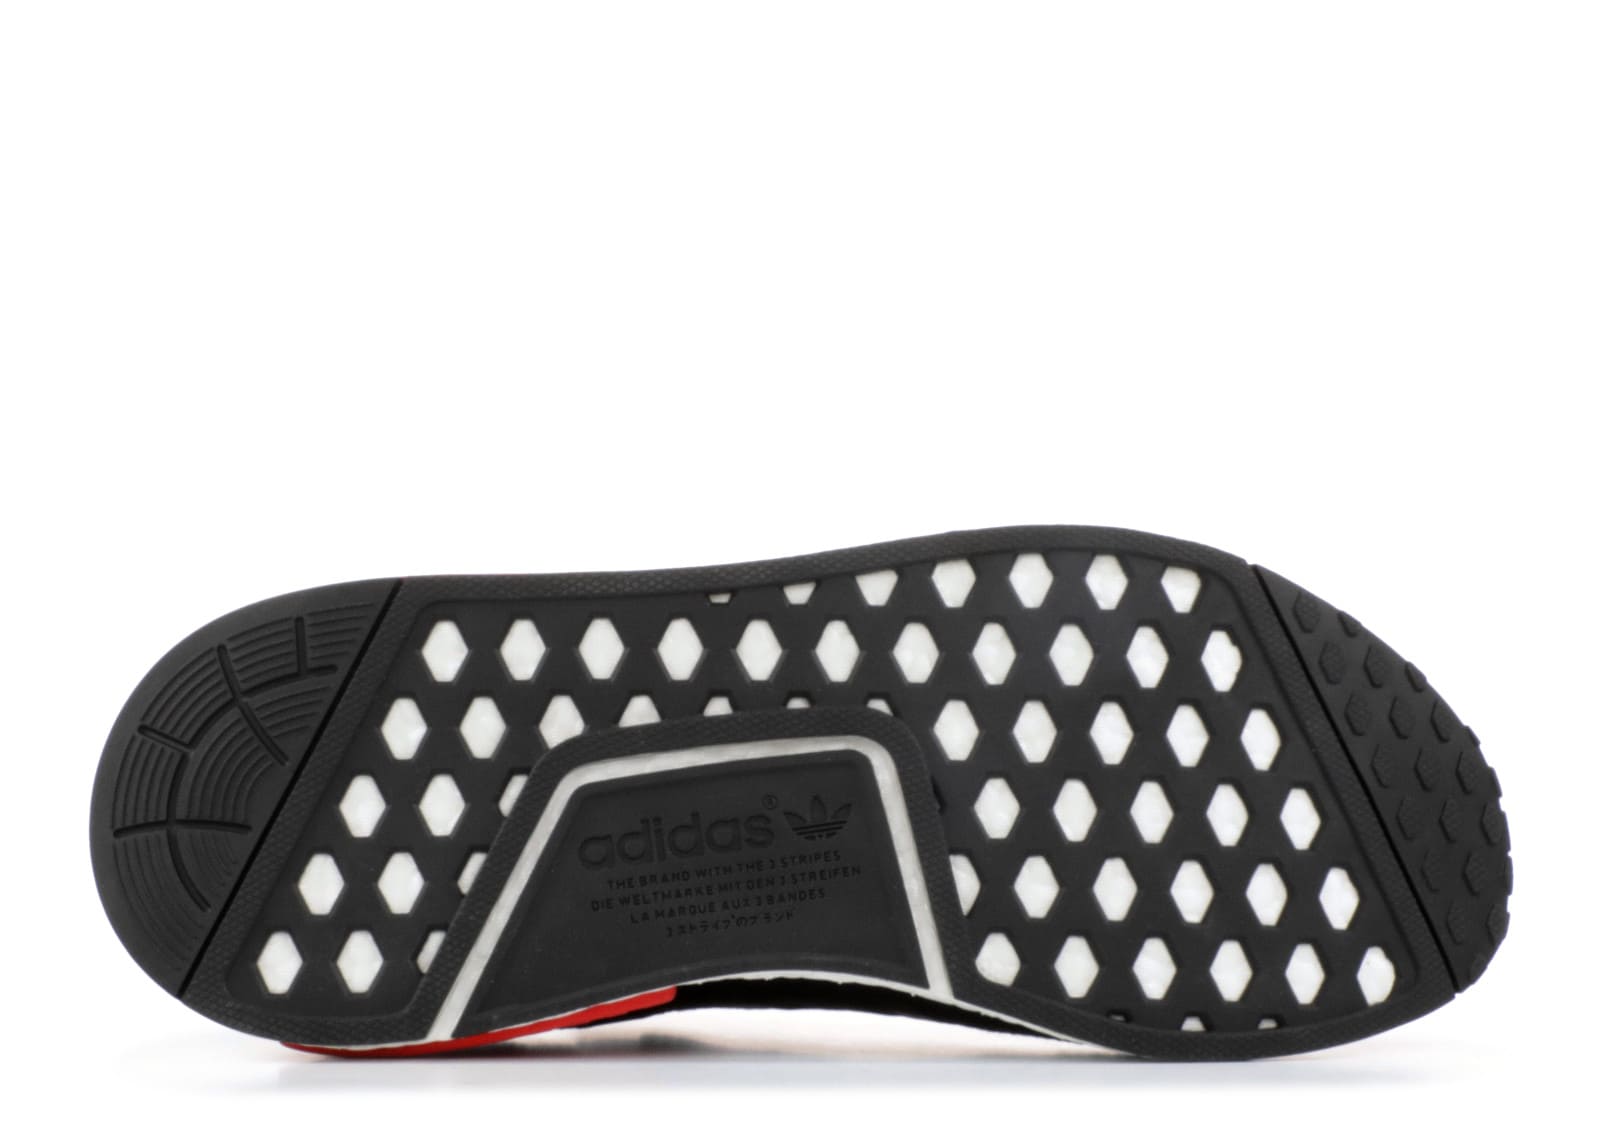 adidas®
THE BRAND WITH THE 3 STRIPES
DIE WELTMARKE MIT DEN 3 STREIFEN
LA MARQUE AUX 3 BANDES
3ストライプのブランド